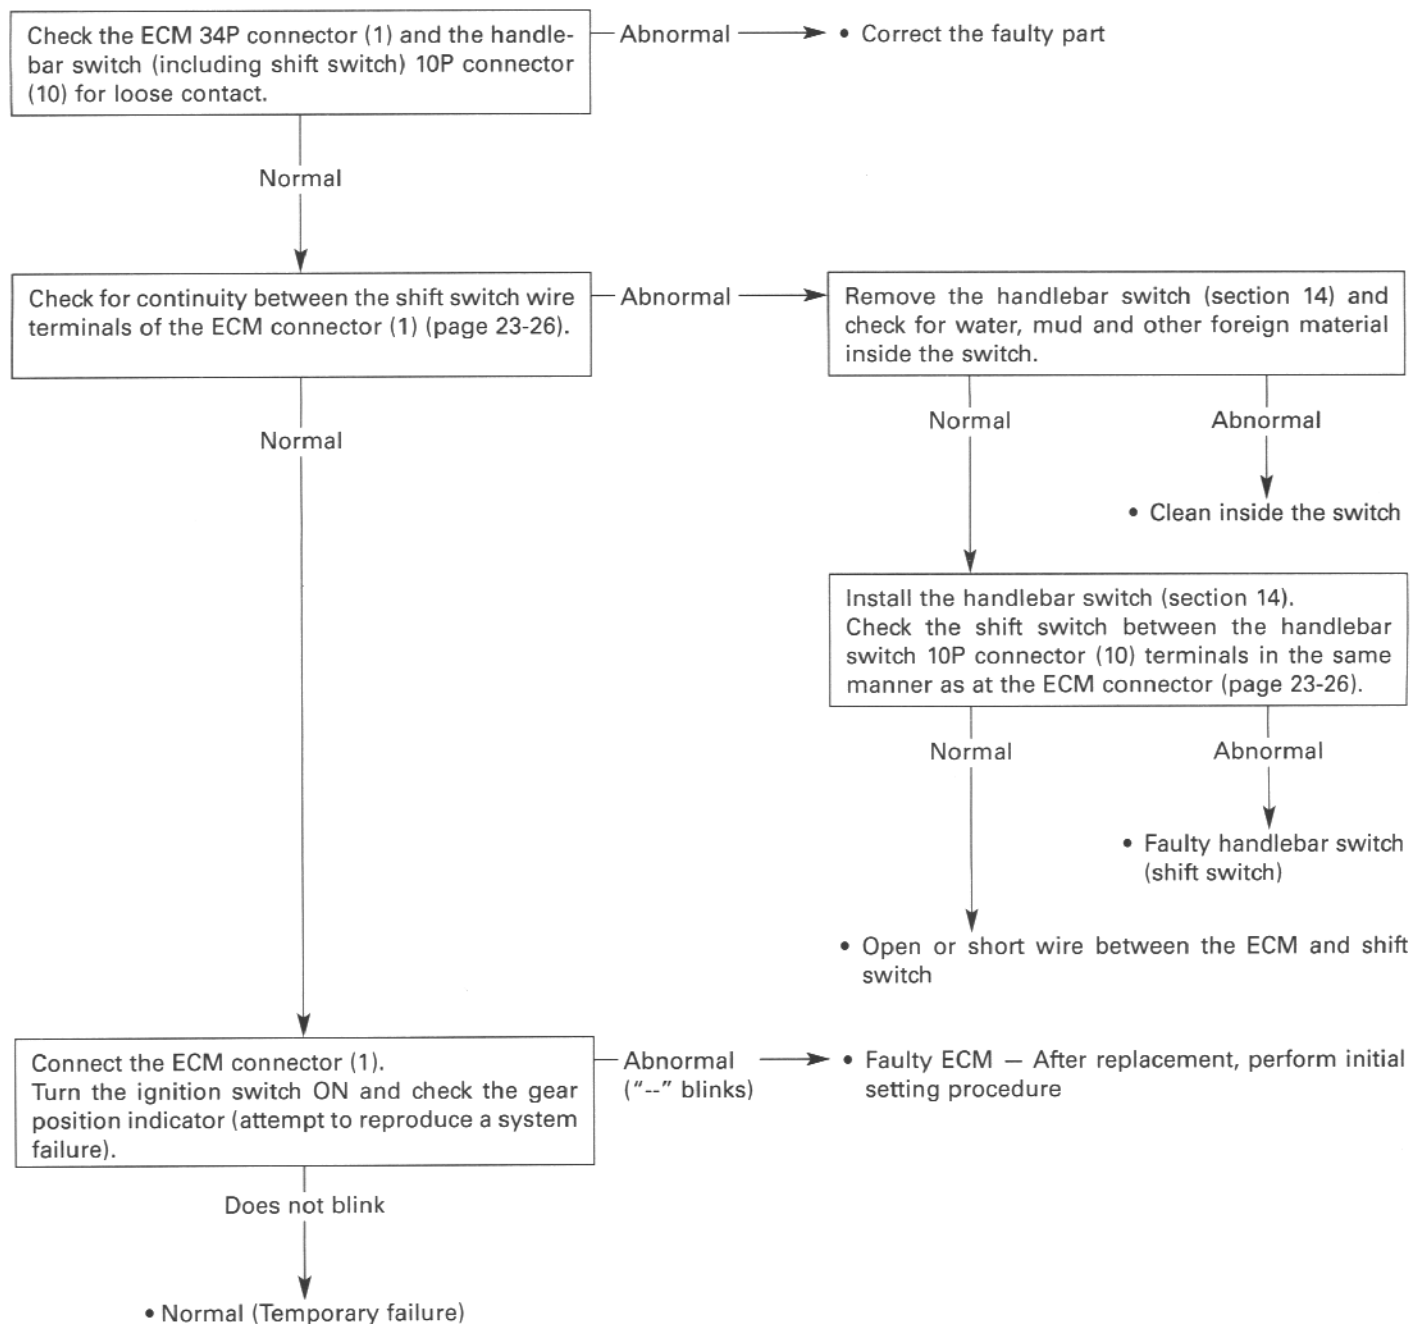 Check the ECM 34P connector (1) and the handle-
bar switch (including shift switch) 10P connector
(10) for loose contact.
Abnormal
• Correct the faulty part
Normal
Check for continuity between the shift switch wire
terminals of the ECM connector (1) (page 23-26).
Abnormal
Remove the handlebar switch (section 14) and
check for water, mud and other foreign material
inside the switch.
Normal
Normal
Abnormal
• Clean inside the switch
Install the handlebar switch (section 14).
Check the shift switch between the handlebar
switch 10P connector (10) terminals in the same
manner as at the ECM connector (page 23-26).
Normal
Abnormal
• Faulty handlebar switch
(shift switch)
• Open or short wire between the ECM and shift
switch
Connect the ECM connector (1).
Turn the ignition switch ON and check the gear
position indicator (attempt to reproduce a system
failure).
Abnormal
("--" blinks)
• Faulty ECM — After replacement, perform initial
setting procedure
Does not blink
• Normal (Temporary failure)